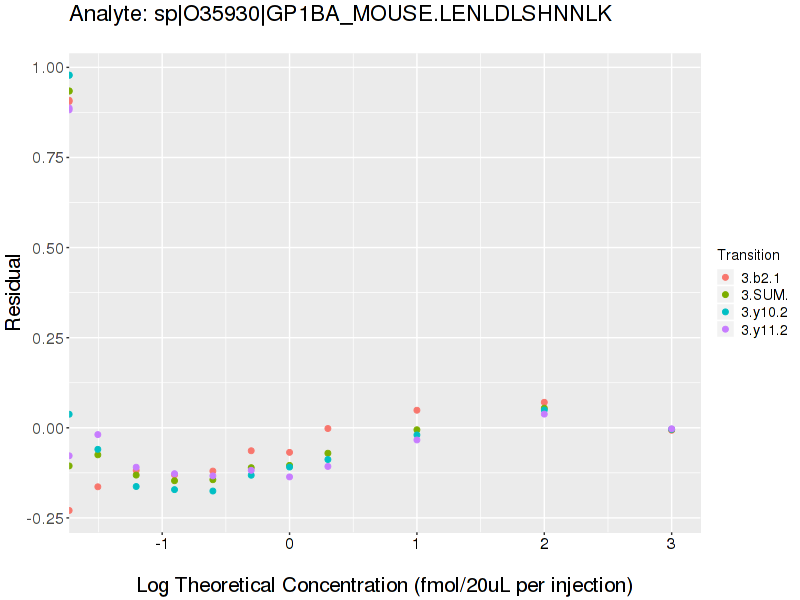 Analyte: sp|O35930|GP1BA_MOUSE.LENLDLSHNNLK
1.00
0.75
0.50
0.25
0.00
-0.25
Residual
-1
0
1
2
3
Log Theoretical Concentration (fmol/20uL per injection)
Transition
3.b2.1
3.SUM.
3.y10.2
3.y11.2